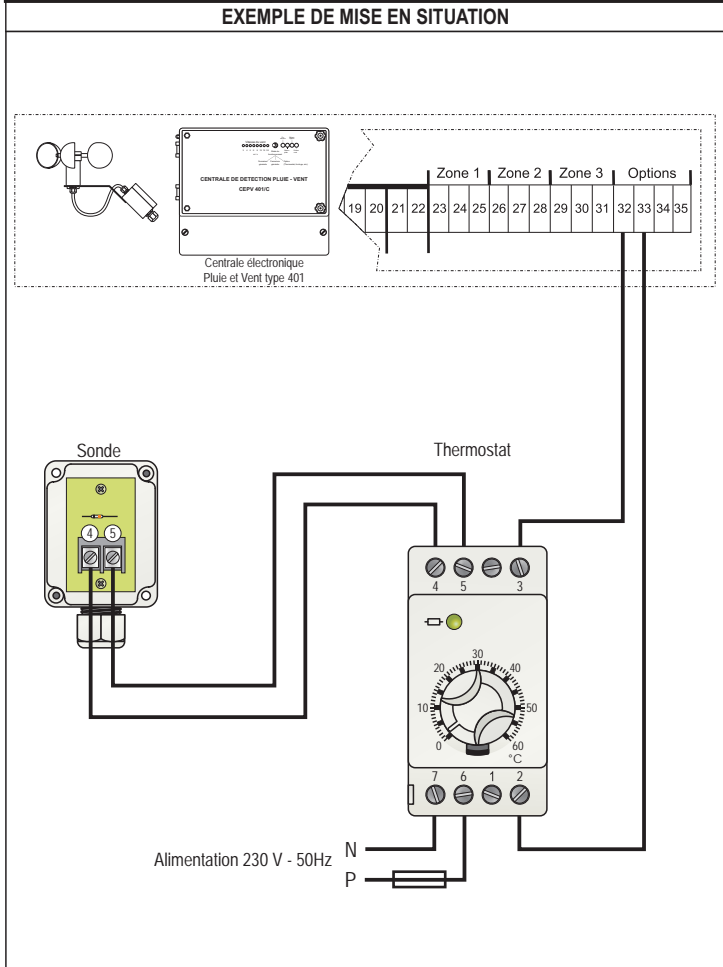 EXEMPLE DE MISE EN SITUATION
CENTRALE DE DETECTION PLUIE - VENT
CEPV 401/C
Centrale électronique
Pluie et Vent type 401
Zone 1 Zone 2 Zone 3 Options
19 20 21 22 23 24 25 26 27 28 29 30 31 32 33 34 35
Sonde
4 5
Thermostat
4 5 3
0 10 20 30 40 50 60
°C
7 6 1 2
Alimentation 230 V - 50Hz
N
P